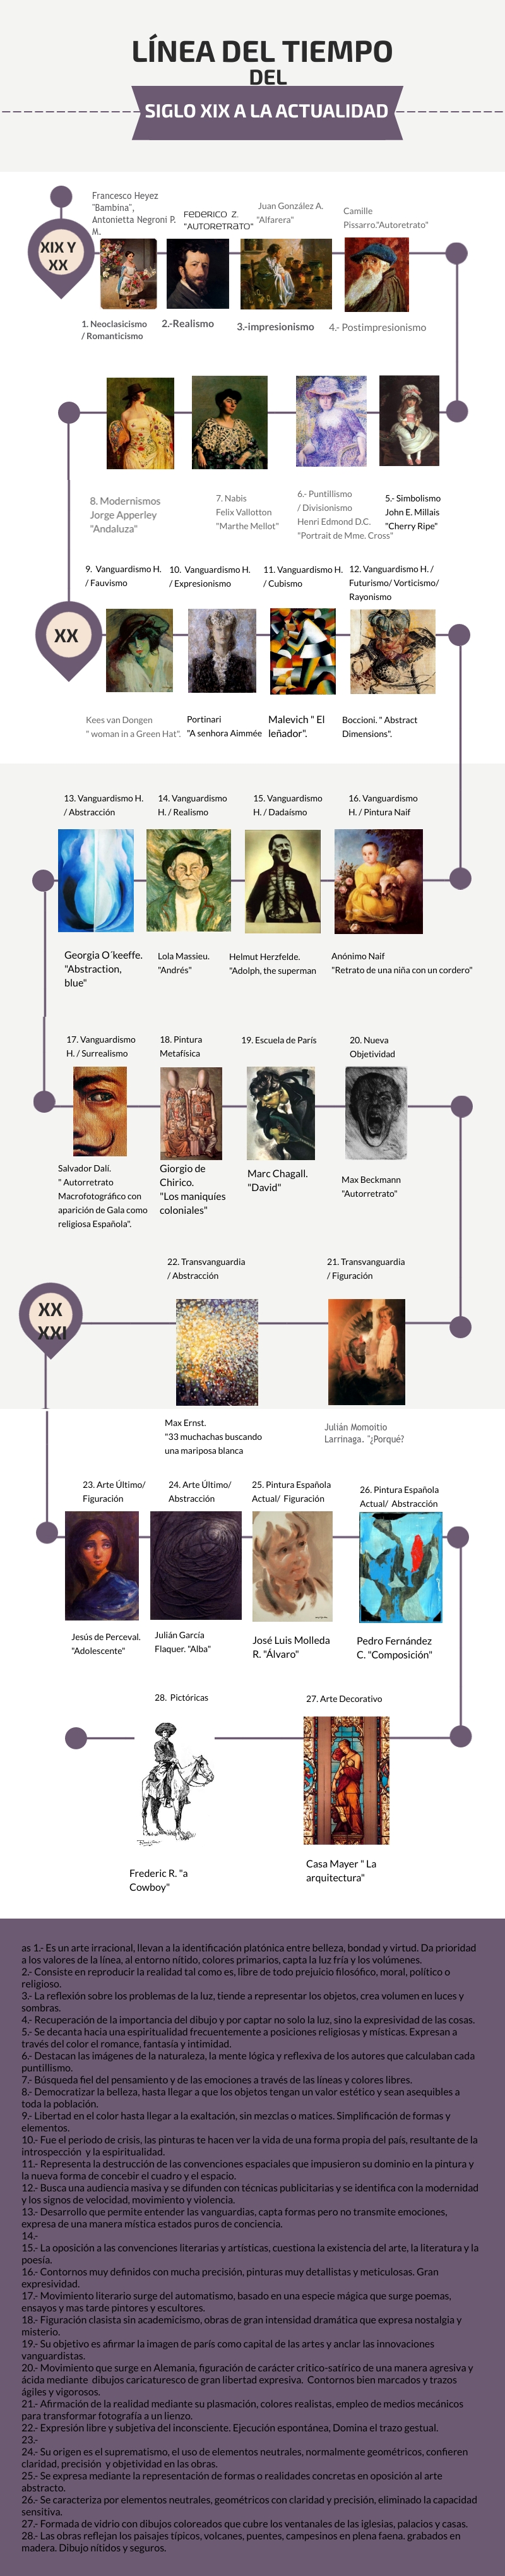 LÍNEA DEL TIEMPO
DEL
SIGLO XIX A LA ACTUALIDAD
Francesco Heyez
"Bambina",
Antonietta Negroni P.
M.
FEDERICO Z.
"AUTORETRATO"
Juan González A.
"Alfarera"
Camille
Pissarro."Autoretrato"
XIX Y
XX
1. Neoclasicismo
/ Romanticismo
2.-Realismo
3.-impresionismo
4.- Postimpresionismo
8. Modernismos
Jorge Apperley
"Andaluza"
7. Nabis
Felix Vallotton
"Marthe Mellot"
6.- Puntillismo
/ Divisionismo
Henri Edmond D.C.
"Portrait de Mme. Cross"
5.- Simbolismo
John E. Millais
"Cherry Ripe"
9. Vanguardismo H.
/ Fauvismo
10. Vanguardismo H.
/ Expresionismo
11. Vanguardismo H.
/ Cubismo
12. Vanguardismo H. /
Futurismo/ Vorticismo/
Rayonismo
XX
Kees van Dongen
" woman in a Green Hat".
Portinari
"A senhora Aimmée
Malevich " El
leñador".
Boccioni. " Abstract
Dimensions".
13. Vanguardismo H.
/ Abstracción
14. Vanguardismo
H. / Realismo
15. Vanguardismo
H. / Dadaísmo
16. Vanguardismo
H. / Pintura Naif
Georgia O´keeffe.
"Abstraction,
blue"
Lola Massieu.
"Andrés"
Helmut Herzfelde.
"Adolph, the superman
Anónimo Naif
"Retrato de una niña con un cordero"
17. Vanguardismo
H. / Surrealismo
18. Pintura
Metafísica
19. Escuela de París
20. Nueva
Objetividad
Salvador Dalí.
" Autorretrato
Macrofotográfico con
aparición de Gala como
religiosa Española".
Giorgio de
Chirico.
"Los maniquíes
coloniales"
Marc Chagall.
"David"
Max Beckmann
"Autorretrato"
22. Transvanguardia
/ Abstracción
21. Transvanguardia
/ Figuración
XX
XXI
Max Ernst.
"33 muchachas buscando
una mariposa blanca
Julián Momoitio
Larrinaga. "¿Porqué?
23. Arte Último/
Figuración
24. Arte Último/
Abstracción
25. Pintura Española
Actual/ Figuración
26. Pintura Española
Actual/ Abstracción
Jesús de Perceval.
"Adolescente"
Julián García
Flaquer. "Alba"
José Luis Molleda
R. "Álvaro"
Pedro Fernández
C. "Composición"
28. Pictóricas
27. Arte Decorativo
Frederic R. "a
Cowboy"
Casa Mayer " La
arquitectura"
as 1.- Es un arte irracional, llevan a la identificación platónica entre belleza, bondad y virtud. Da prioridad
a los valores de la línea, al entorno nítido, colores primarios, capta la luz fría y los volúmenes.
2.- Consiste en reproducir la realidad tal como es, libre de todo prejuicio filosófico, moral, político o
religioso.
3.- La reflexión sobre los problemas de la luz, tiende a representar los objetos, crea volumen en luces y
sombras.
4.- Recuperación de la importancia del dibujo y por captar no solo la luz, sino la expresividad de las cosas.
5.- Se decanta hacia una espiritualidad frecuentemente a posiciones religiosas y místicas. Expresan a
través del color el romance, fantasía y intimidad.
6.- Destacan las imágenes de la naturaleza, la mente lógica y reflexiva de los autores que calculaban cada
puntillismo.
7.- Búsqueda fiel del pensamiento y de las emociones a través de las líneas y colores libres.
8.- Democratizar la belleza, hasta llegar a que los objetos tengan un valor estético y sean asequibles a
toda la población.
9.- Libertad en el color hasta llegar a la exaltación, sin mezclas o matices. Simplificación de formas y
elementos.
10.- Fue el periodo de crisis, las pinturas te hacen ver la vida de una forma propia del país, resultante de la
introspección y la espiritualidad.
11.- Representa la destrucción de las convenciones espaciales que impusieron su dominio en la pintura y
la nueva forma de concebir el cuadro y el espacio.
12.- Busca una audiencia masiva y se difunden con técnicas publicitarias y se identifica con la modernidad
y los signos de velocidad, movimiento y violencia.
13.- Desarrollo que permite entender las vanguardias, capta formas pero no transmite emociones,
expresa de una manera mística estados puros de conciencia.
14.-
15.- La oposición a las convenciones literarias y artísticas, cuestiona la existencia del arte, la literatura y la
poesía.
16.- Contornos muy definidos con mucha precisión, pinturas muy detallistas y meticulosas. Gran
expresividad.
17.- Movimiento literario surge del automatismo, basado en una especie mágica que surge poemas,
ensayos y mas tarde pintores y escultores.
18.- Figuración clasista sin academicismo, obras de gran intensidad dramática que expresa nostalgia y
misterio.
19.- Su objetivo es afirmar la imagen de parís como capital de las artes y anclar las innovaciones
vanguardistas.
20.- Movimiento que surge en Alemania, figuración de carácter critico-satírico de una manera agresiva y
ácida mediante dibujos caricaturesco de gran libertad expresiva. Contornos bien marcados y trazos
ágiles y vigorosos.
21.- Afirmación de la realidad mediante su plasmación, colores realistas, empleo de medios mecánicos
para transformar fotografía a un lienzo.
22.- Expresión libre y subjetiva del inconsciente. Ejecución espontánea, Domina el trazo gestual.
23.-
24.- Su origen es el suprematismo, el uso de elementos neutrales, normalmente geométricos, confieren
claridad, precisión y objetividad en las obras.
25.- Se expresa mediante la representación de formas o realidades concretas en oposición al arte
abstracto.
26.- Se caracteriza por elementos neutrales, geométricos con claridad y precisión, eliminado la capacidad
sensitiva.
27.- Formada de vidrio con dibujos coloreados que cubre los ventanales de las iglesias, palacios y casas.
28.- Las obras reflejan los paisajes típicos, volcanes, puentes, campesinos en plena faena. grabados en
madera. Dibujo nítidos y seguros.